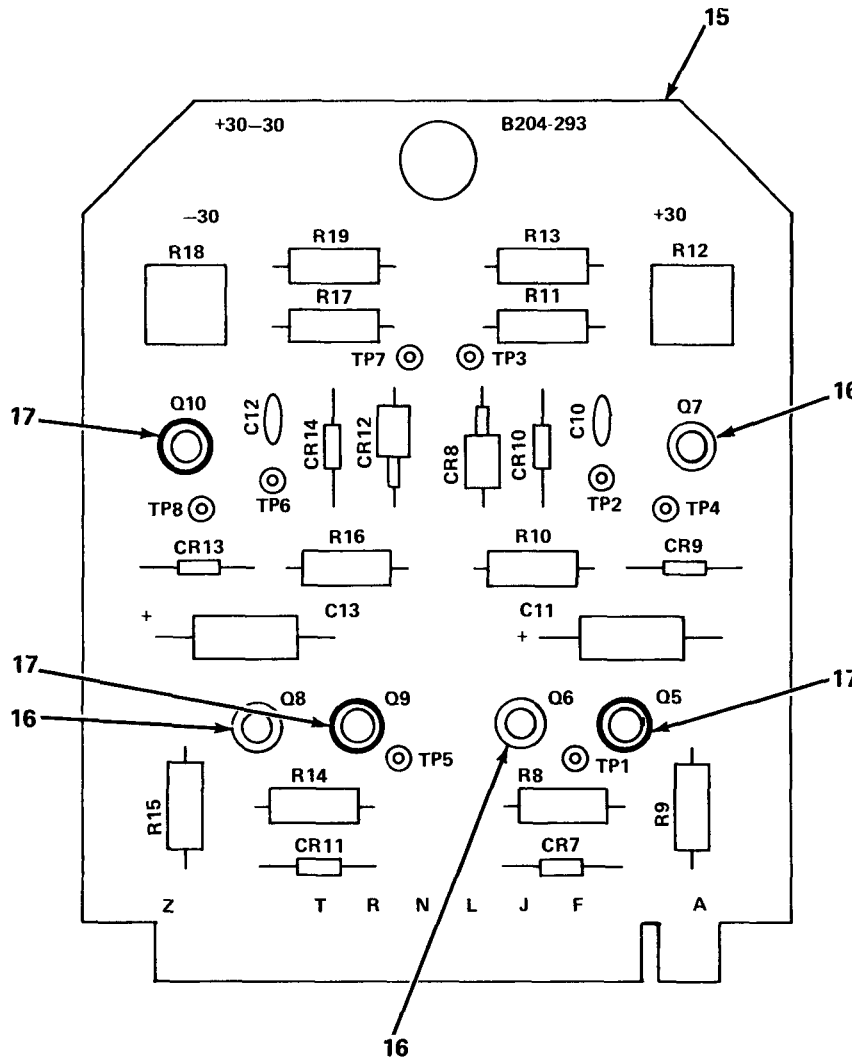 15
+30–30 B204-293
–30 +30
R18 R19 R13 R12
R17 R11
TP7 TP3
17 Q10 C12 CR14 CR12 CR8 CR10 C10 Q7 16
TP8 TP6 TP2 TP4
CR13 R16 R10 CR9
+ C13 C11 +
17 Q8 Q9 Q6 Q5 17
16
TP5 TP1
R15 R14 R8 R9
CR11 CR7
Z T R N L J F A
16